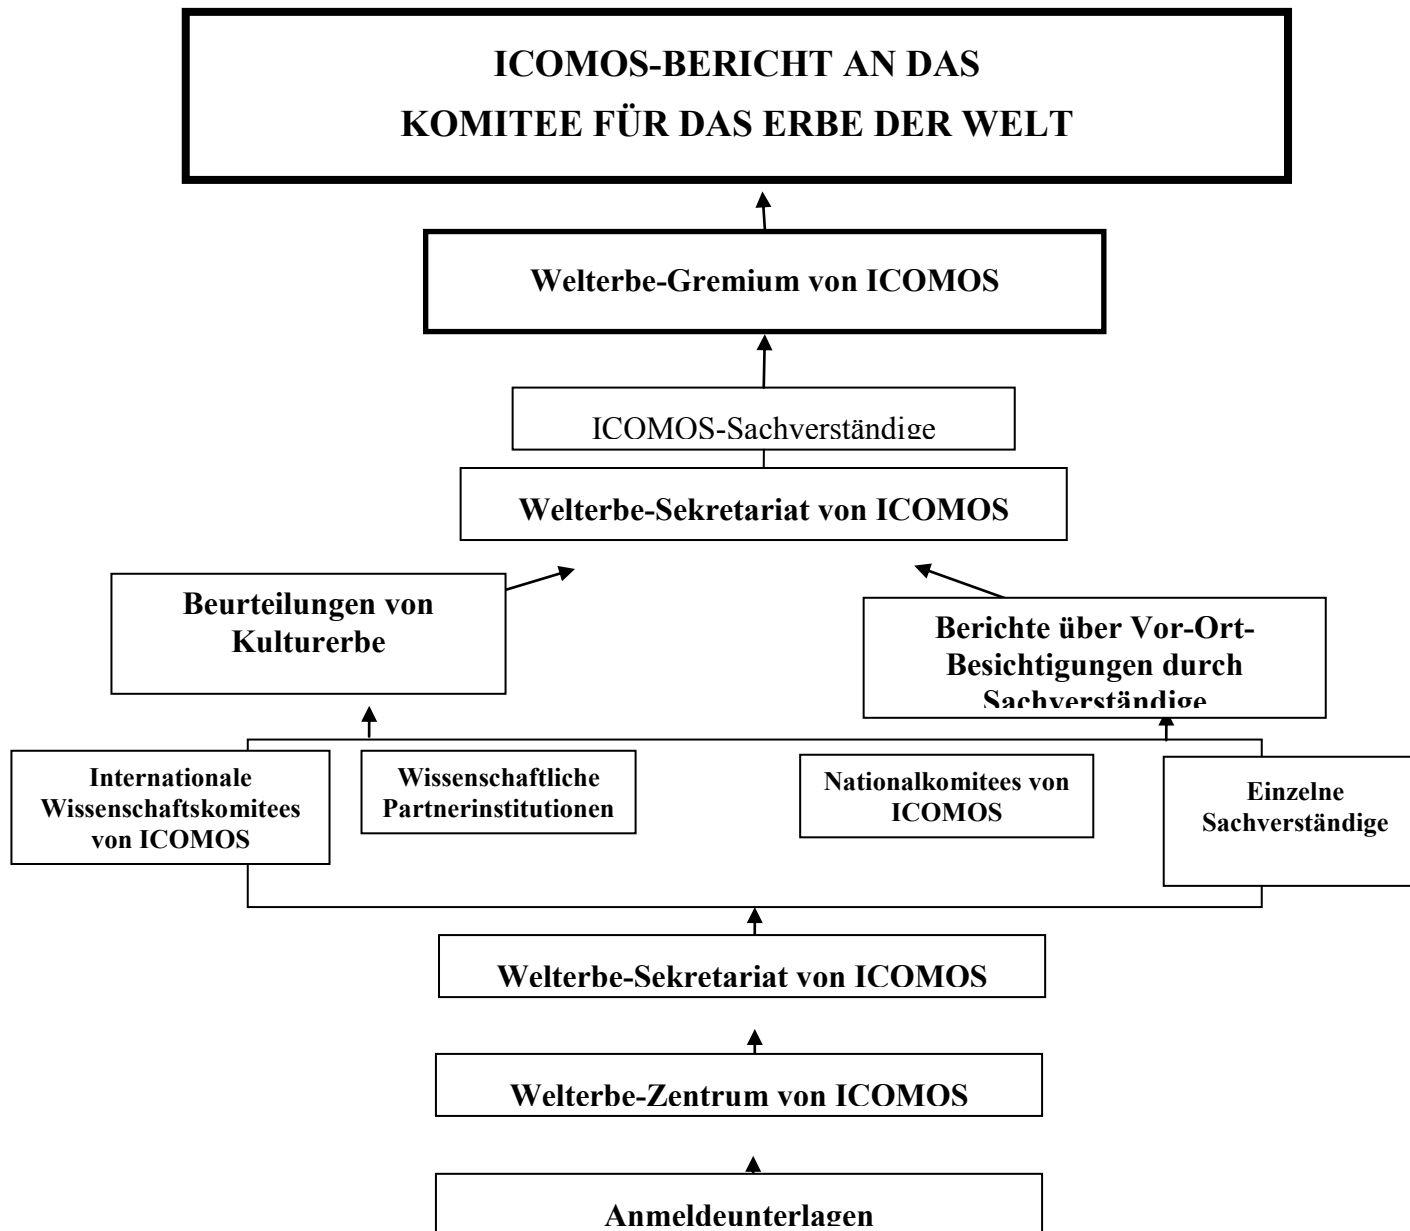 ICOMOS-BERICHT AN DAS
KOMITEE FÜR DAS ERBE DER WELT
Welterbe-Gremium von ICOMOS
ICOMOS-Sachverständige
Welterbe-Sekretariat von ICOMOS
Beurteilungen von
Kulturerbe
Berichte über Vor-Ort-
Besichtigungen durch
Sachverständige
Internationale
Wissenschaftskomitees
von ICOMOS
Wissenschaftliche
Partnerinstitutionen
Nationalkomitees von
ICOMOS
Einzelne
Sachverständige
Welterbe-Sekretariat von ICOMOS
Welterbe-Zentrum von ICOMOS
Anmeldeunterlagen